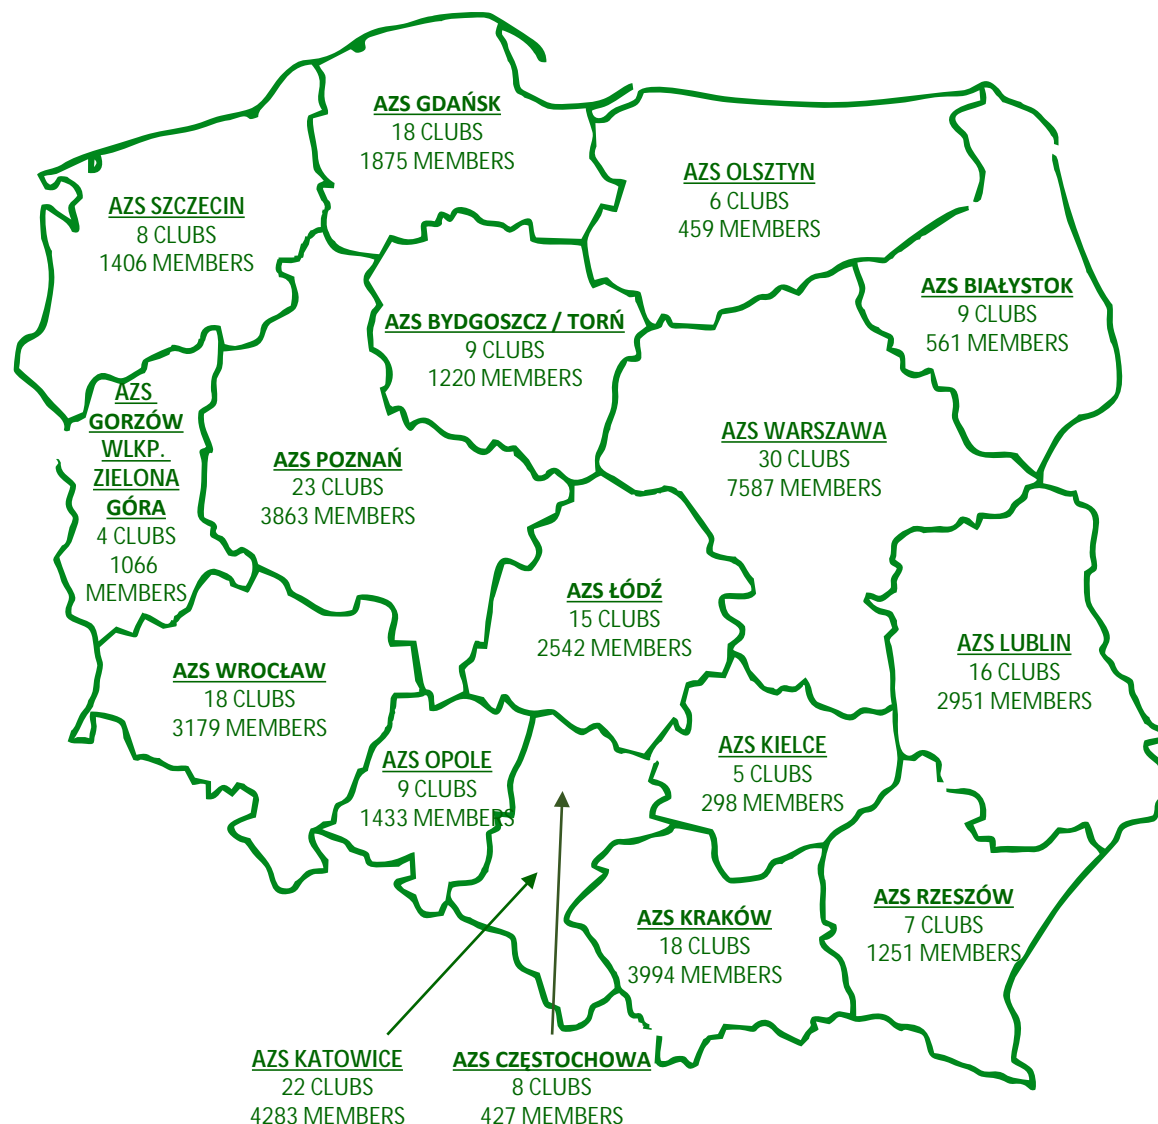 AZS GDAŃSK
18 CLUBS
1875 MEMBERS
AZS OLSZTYN
6 CLUBS
459 MEMBERS
AZS SZCZECIN
8 CLUBS
1406 MEMBERS
AZS BIAŁYSTOK
9 CLUBS
561 MEMBERS
AZS BYDGOSZCZ / TORŃ
9 CLUBS
1220 MEMBERS
AZS
GORZÓW
WLKP.
ZIELONA
GÓRA
4 CLUBS
1066
MEMBERS
AZS POZNAŃ
23 CLUBS
3863 MEMBERS
AZS WARSZAWA
30 CLUBS
7587 MEMBERS
AZS ŁÓDŹ
15 CLUBS
2542 MEMBERS
AZS LUBLIN
16 CLUBS
2951 MEMBERS
AZS WROCŁAW
18 CLUBS
3179 MEMBERS
AZS OPOLE
9 CLUBS
1433 MEMBERS
AZS KIELCE
5 CLUBS
298 MEMBERS
AZS KRAKÓW
18 CLUBS
3994 MEMBERS
AZS RZESZÓW
7 CLUBS
1251 MEMBERS
AZS KATOWICE
22 CLUBS
4283 MEMBERS
AZS CZĘSTOCHOWA
8 CLUBS
427 MEMBERS